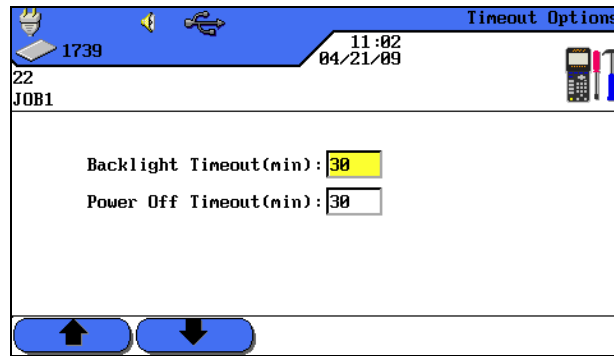 Timeout Options
1739
11:02
04/21/09
22
JOB1
Backlight Timeout(min): 30
Power Off Timeout(min): 30